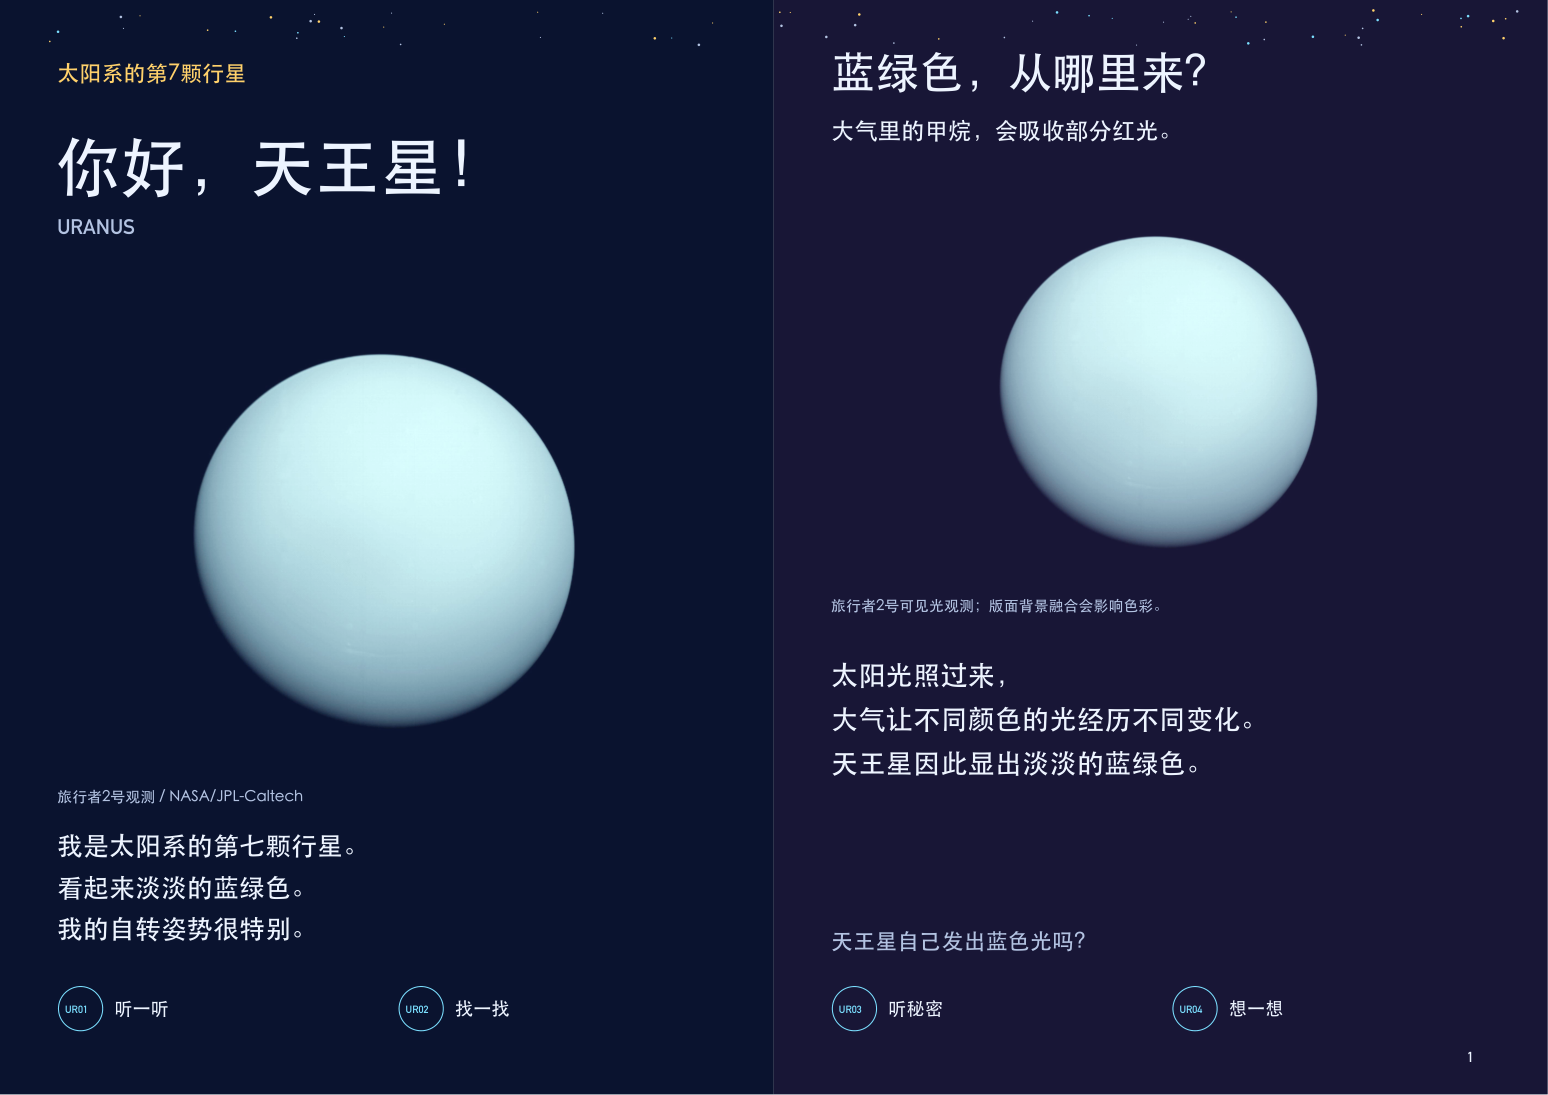 太阳系的第7颗行星
你好，天王星！
URANUS
旅行者2号观测 / NASA/JPL-Caltech
我是太阳系的第七颗行星。
看起来淡淡的蓝绿色。
我的自转姿势很特别。
UR01 听一听
UR02 找一找
蓝绿色，从哪里来？
大气里的甲烷，会吸收部分红光。
旅行者2号可见光观测；版面背景融合会影响色彩。
太阳光照过来，
大气让不同颜色的光经历不同变化。
天王星因此显出淡淡的蓝绿色。
天王星自己发出蓝色光吗？
UR03 听秘密
UR04 想一想
1